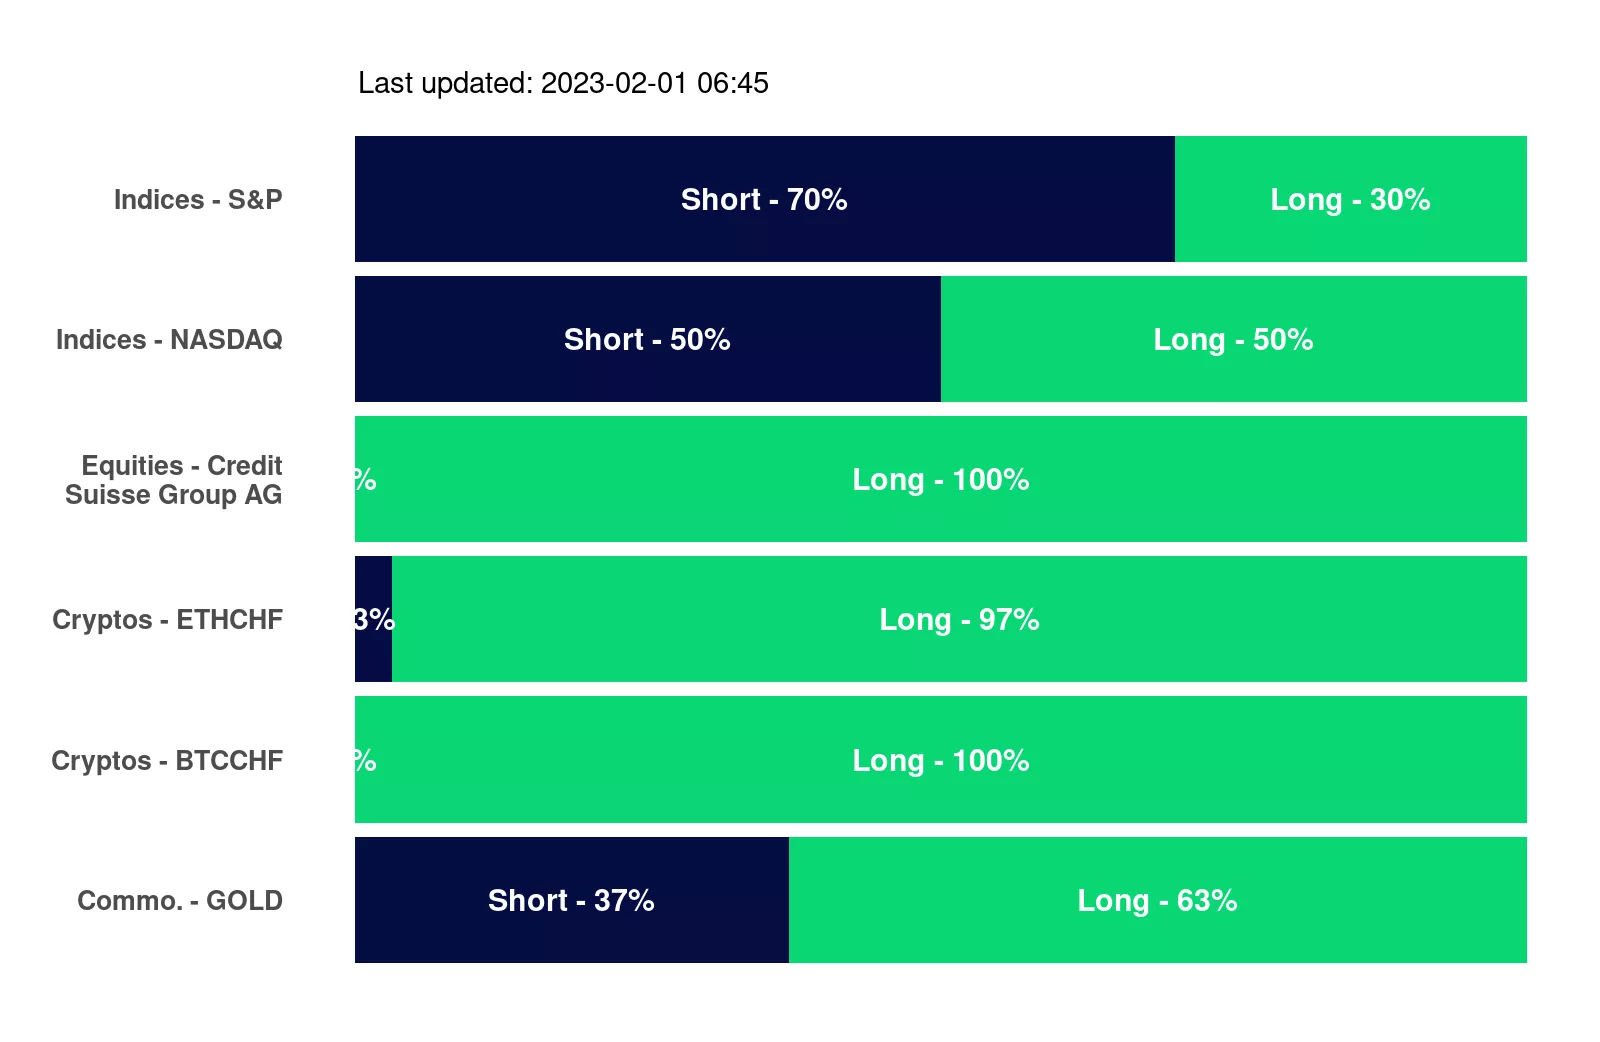 Last updated: 2023-02-01 06:45
Indices - S&P
Short - 70%
Long - 30%
Indices - NASDAQ
Short - 50%
Long - 50%
Equities - Credit
Suisse Group AG
%
Long - 100%
Cryptos - ETHCHF
3%
Long - 97%
Cryptos - BTCCHF
%
Long - 100%
Commo. - GOLD
Short - 37%
Long - 63%